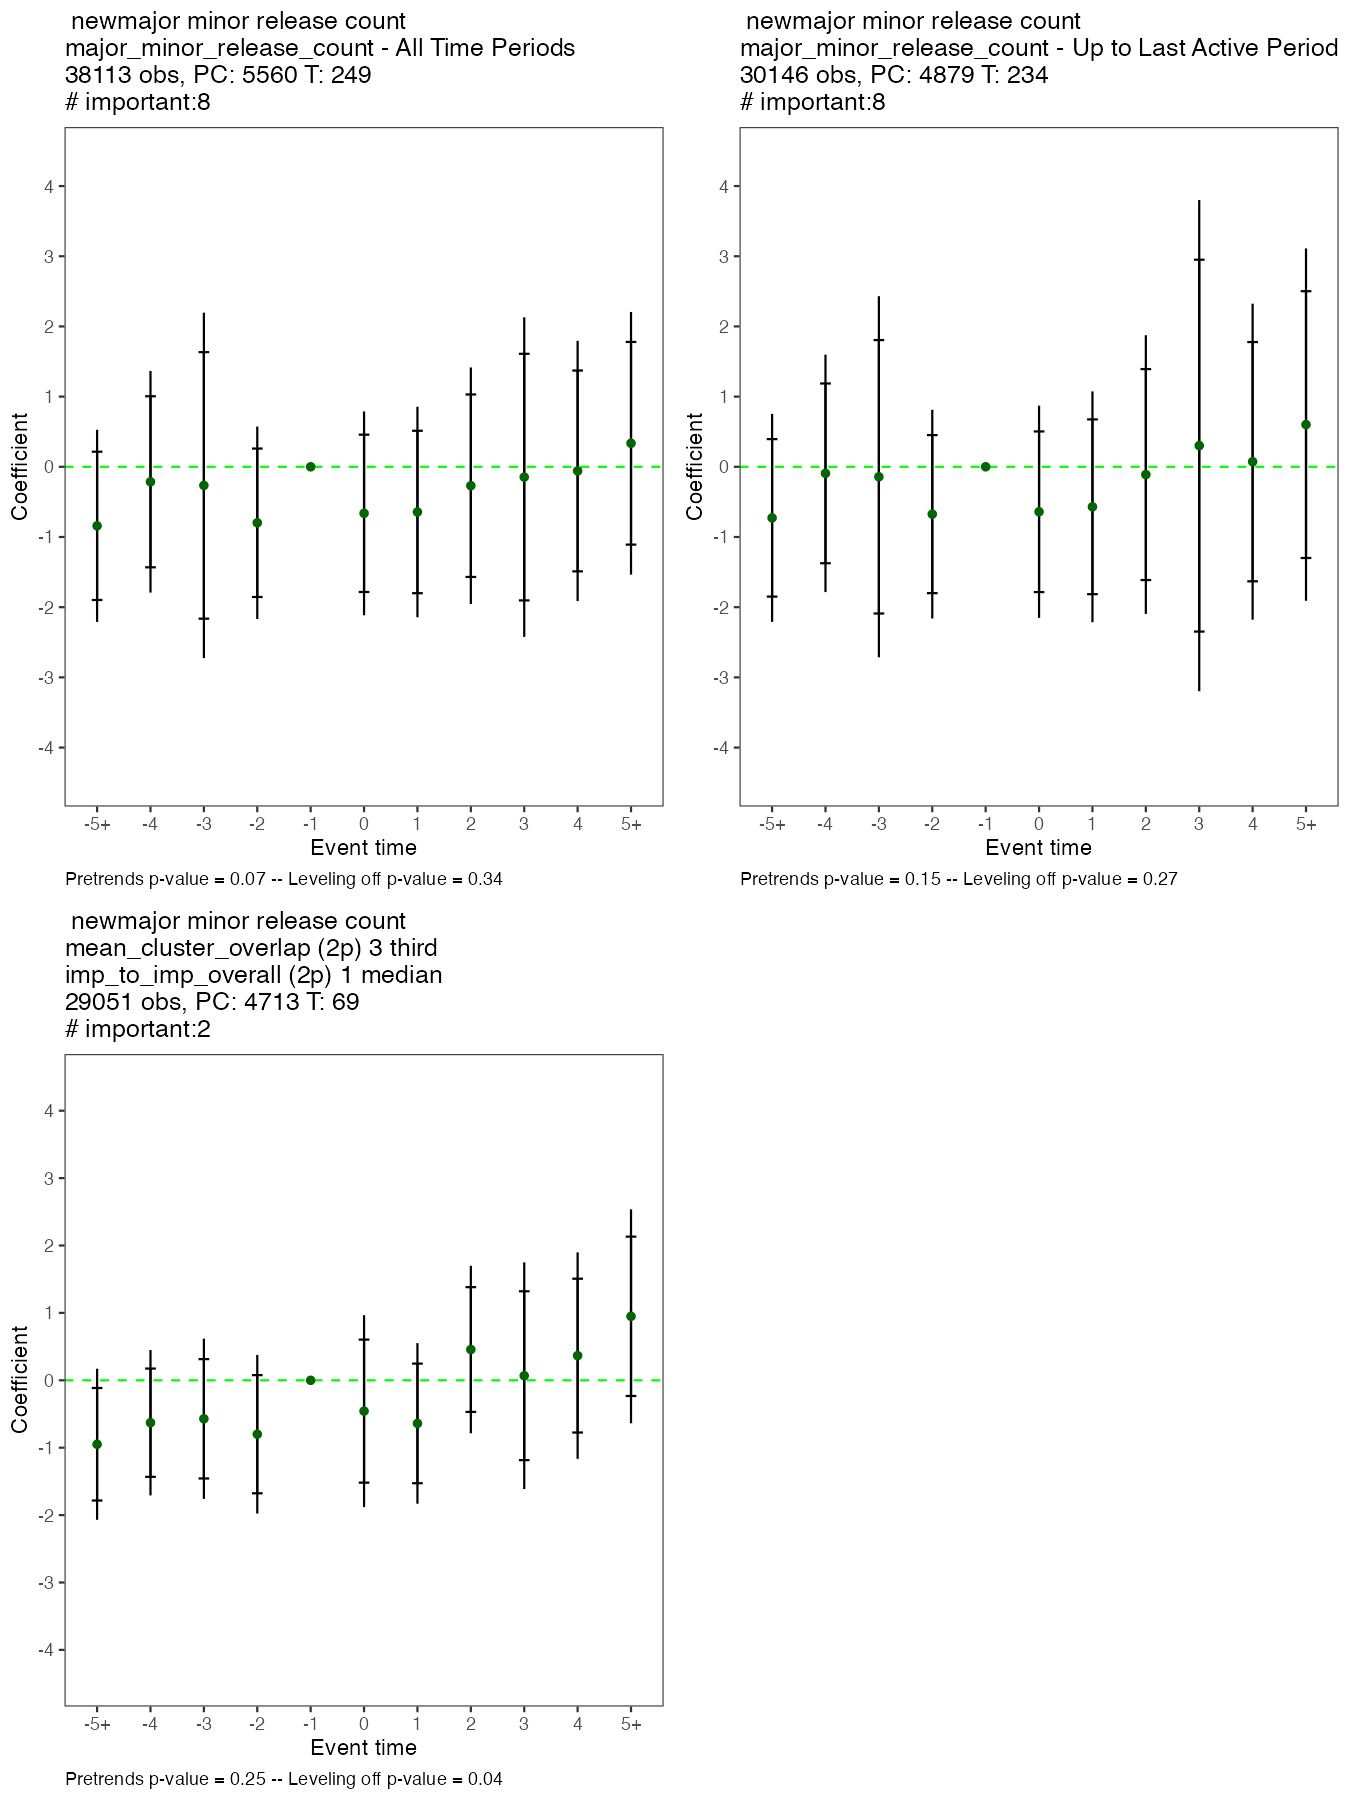 newmajor minor release count
major_minor_release_count - All Time Periods
38113 obs, PC: 5560 T: 249
# important:8
4
3
2
1
0
-1
-2
-3
-4
Coefficient
-5+ -4 -3 -2 -1 0 1 2 3 4 5+
Event time
Pretrends p-value = 0.07 -- Leveling off p-value = 0.34
newmajor minor release count
major_minor_release_count - Up to Last Active Period
30146 obs, PC: 4879 T: 234
# important:8
4
3
2
1
0
-1
-2
-3
-4
Coefficient
-5+ -4 -3 -2 -1 0 1 2 3 4 5+
Event time
Pretrends p-value = 0.15 -- Leveling off p-value = 0.27
newmajor minor release count
mean_cluster_overlap (2p) 3 third
imp_to_imp_overall (2p) 1 median
29051 obs, PC: 4713 T: 69
# important:2
4
3
2
1
0
-1
-2
-3
-4
Coefficient
-5+ -4 -3 -2 -1 0 1 2 3 4 5+
Event time
Pretrends p-value = 0.25 -- Leveling off p-value = 0.04